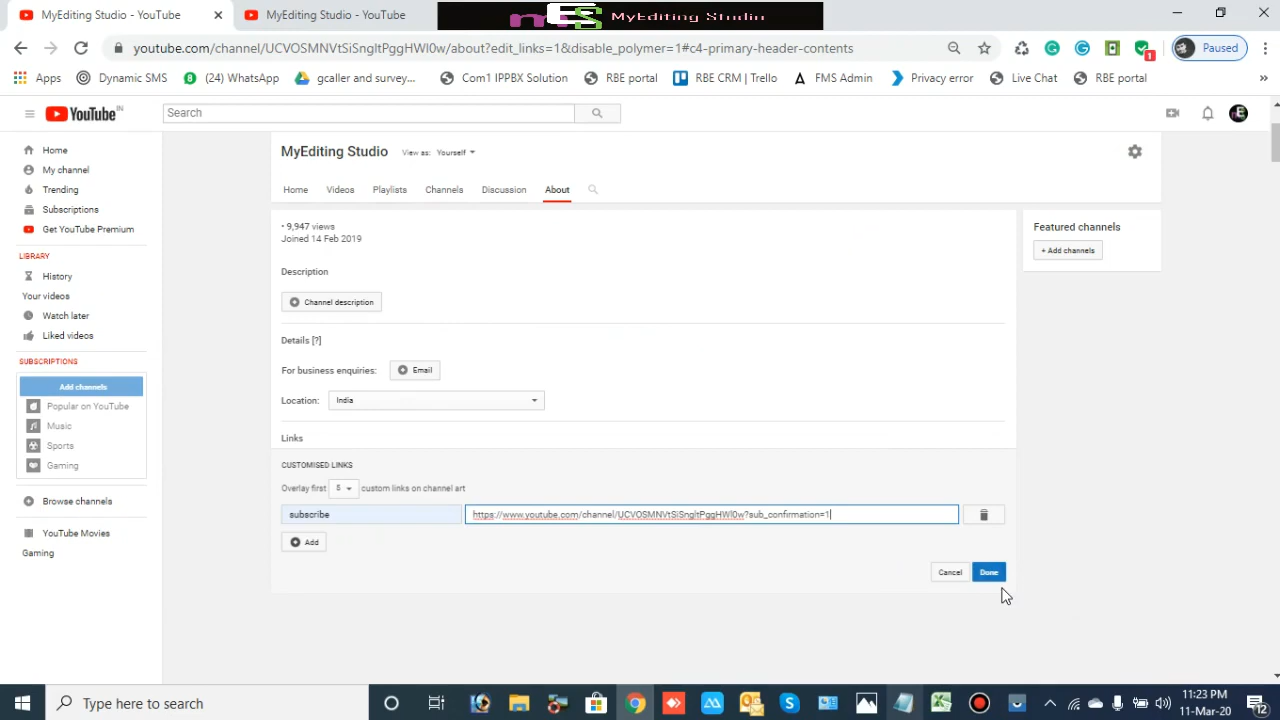 MyEditing Studio - YouTube
MyEditing Studio - YouTube
MyEditing Studio
youtube.com/channel/UCVOSMNVtSiSngltPggHWl0w/about?edit_links=1&disable_polymer=1#c4-primary-header-contents
1
Paused
Apps
Dynamic SMS
(24) WhatsApp
gcaller and survey...
Com1 IPPBX Solution
RBE portal
RBE CRM | Trello
FMS Admin
Privacy error
Live Chat
RBE portal
YouTube IN
Search
Home
My channel
Trending
Subscriptions
Get YouTube Premium
LIBRARY
History
Your videos
Watch later
Liked videos
SUBSCRIPTIONS
Add channels
Popular on YouTube
Music
Sports
Gaming
Browse channels
YouTube Movies
Gaming
MyEditing Studio
View as: Yourself
Home
Videos
Playlists
Channels
Discussion
About
• 9,947 views
Joined 14 Feb 2019
Description
Channel description
Details [?]
For business enquiries:
Email
Location:
India
Links
CUSTOMISED LINKS
Overlay first 5 custom links on channel art
subscribe
https://www.youtube.com/channel/UCVOSMNVtSiSngltPggHWl0w?sub_confirmation=1
Add
Cancel
Done
Featured channels
+ Add channels
Type here to search
11:23 PM
11-Mar-20
12